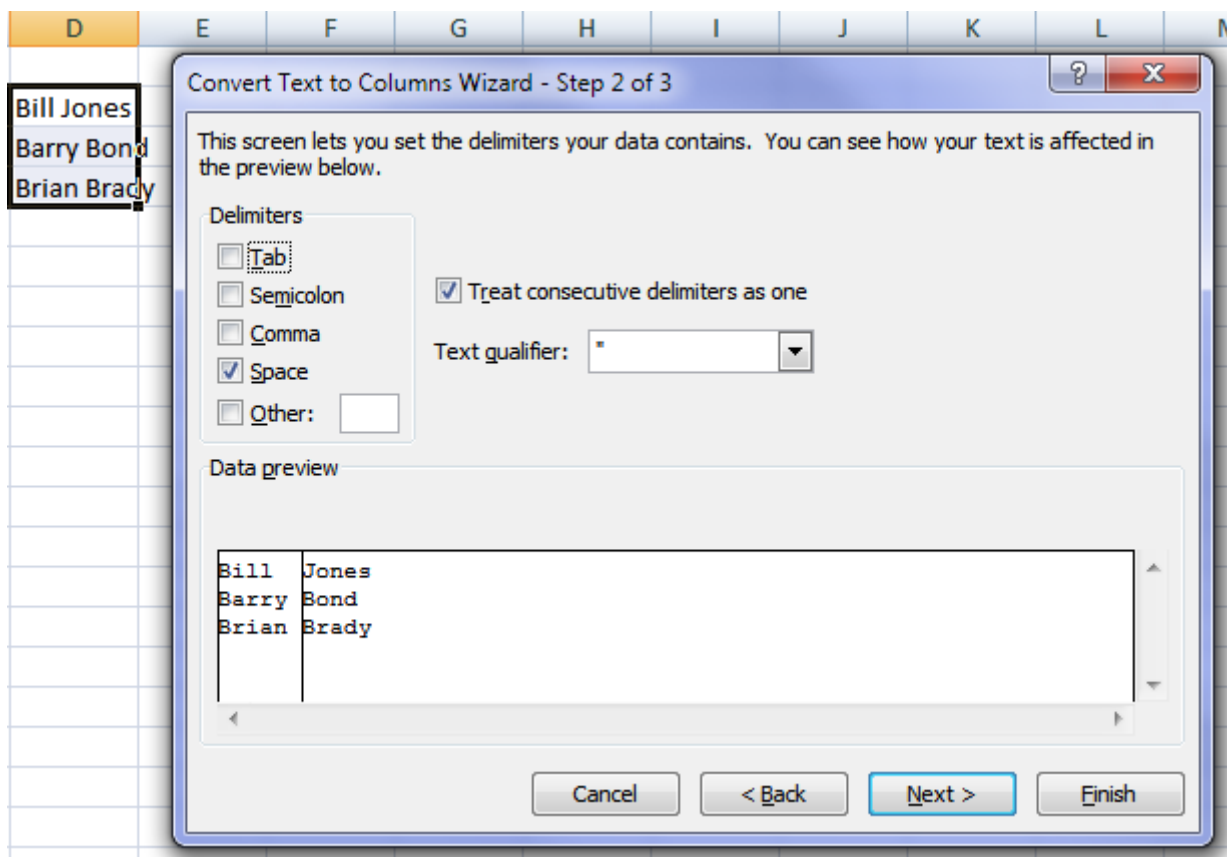 D E F G H I J K L
Convert Text to Columns Wizard - Step 2 of 3
Bill Jones
Barry Bond
Brian Brady
This screen lets you set the delimiters your data contains. You can see how your text is affected in
the preview below.
Delimiters
Tab
Semicolon
Comma
Space
Other:
Treat consecutive delimiters as one
Text qualifier: "
Data preview
Bill Jones
Barry Bond
Brian Brady
Cancel < Back Next > Finish